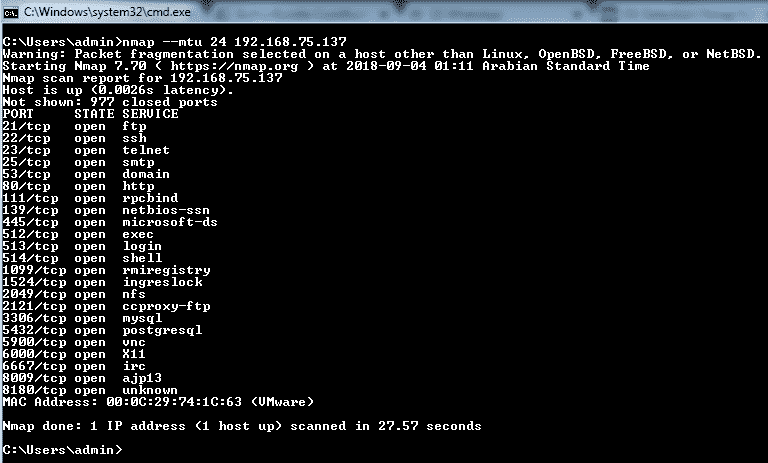 C:\Windows\system32\cmd.exe
C:\Users\admin>nmap --mtu 24 192.168.75.137
Warning: Packet fragmentation selected on a host other than Linux, OpenBSD, FreeBSD, or NetBSD.
Starting Nmap 7.70 ( https://nmap.org ) at 2018-09-04 01:11 Arabian Standard Time
Nmap scan report for 192.168.75.137
Host is up (0.0026s latency).
Not shown: 977 closed ports
PORT     STATE SERVICE
21/tcp   open  ftp
22/tcp   open  ssh
23/tcp   open  telnet
25/tcp   open  smtp
53/tcp   open  domain
80/tcp   open  http
111/tcp  open  rpcbind
139/tcp  open  netbios-ssn
445/tcp  open  microsoft-ds
512/tcp  open  exec
513/tcp  open  login
514/tcp  open  shell
1099/tcp open  rmiregistry
1524/tcp open  ingreslock
2049/tcp open  nfs
2121/tcp open  ccproxy-ftp
3306/tcp open  mysql
5432/tcp open  postgresql
5900/tcp open  vnc
6000/tcp open  X11
6667/tcp open  irc
8009/tcp open  ajp13
8180/tcp open  unknown
MAC Address: 00:0C:29:74:1C:63 (VMware)
Nmap done: 1 IP address (1 host up) scanned in 27.57 seconds
C:\Users\admin>